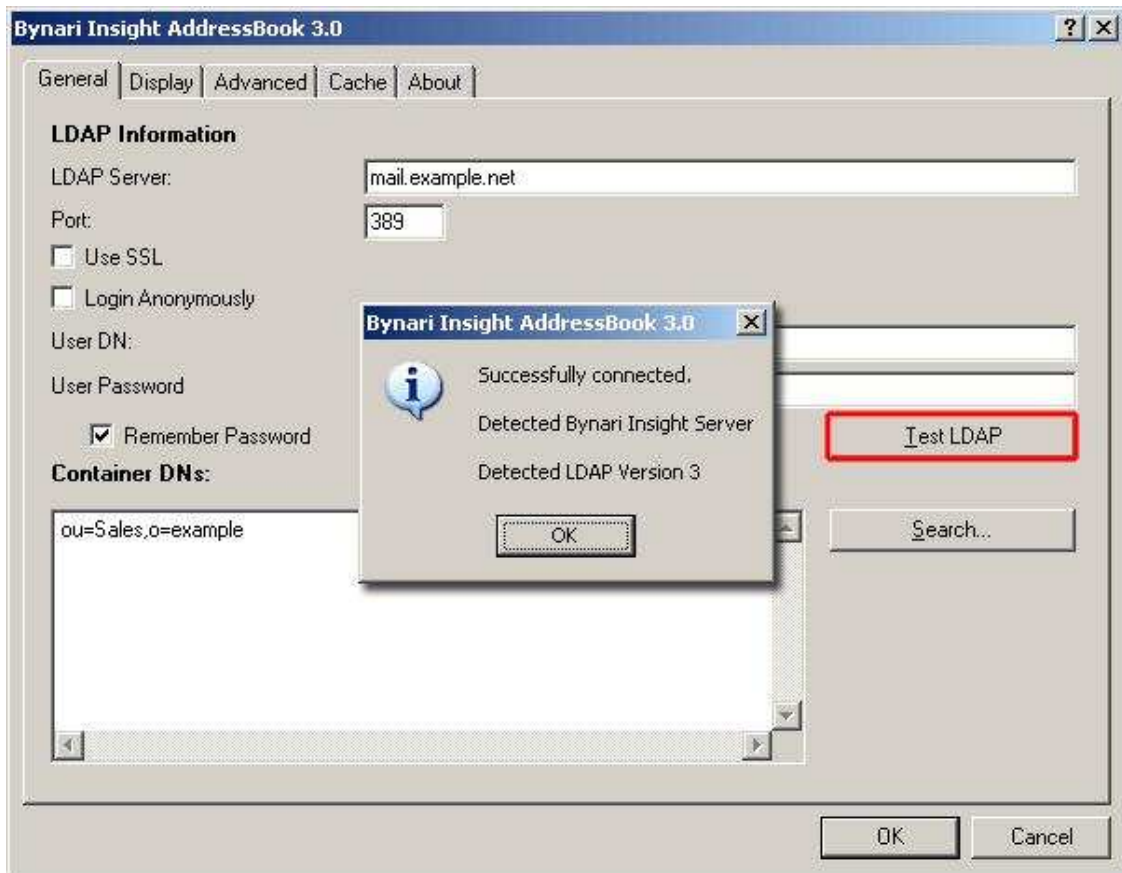 Bynari Insight AddressBook 3.0
General Display Advanced Cache About
LDAP Information
LDAP Server: mail.example.net
Port: 389
Use SSL
Login Anonymously
User DN:
User Password
Remember Password
Test LDAP
Container DNs:
ou=Sales,o=example
Search...
Bynari Insight AddressBook 3.0
Successfully connected.
Detected Bynari Insight Server
Detected LDAP Version 3
OK
OK Cancel